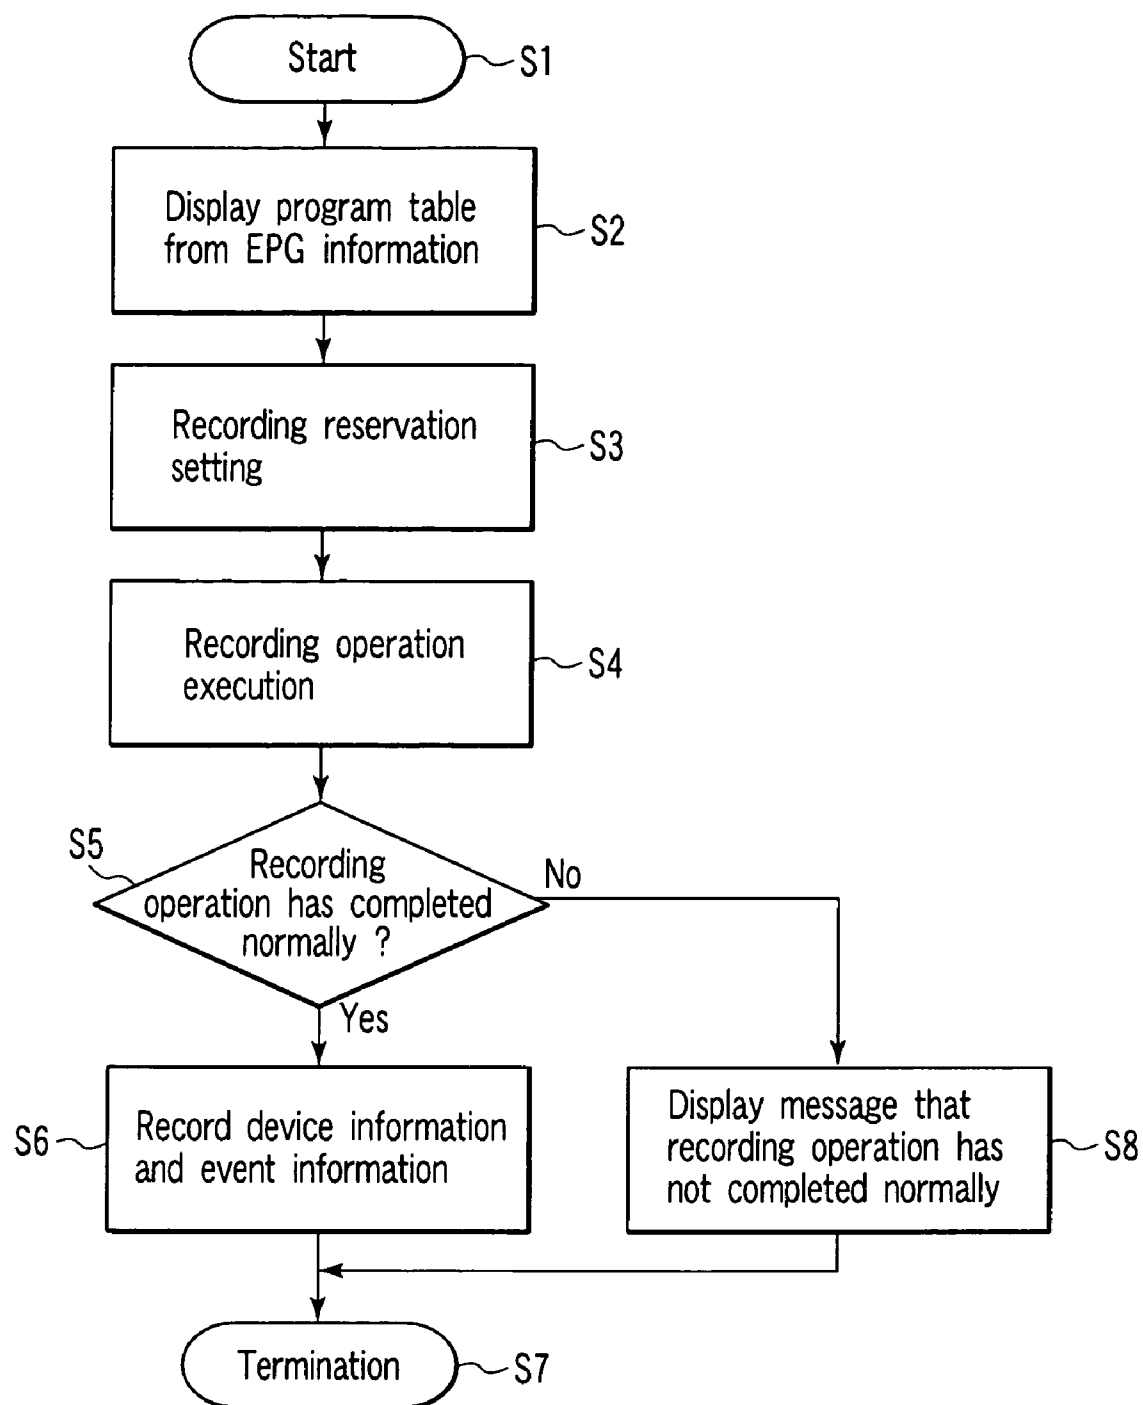 Start
S1
Display program table
from EPG information
S2
Recording reservation
setting
S3
Recording operation
execution
S4
S5
Recording
operation has completed
normally ?
No
Yes
S6
Record device information
and event information
Display message that
recording operation has
not completed normally
S8
Termination
S7